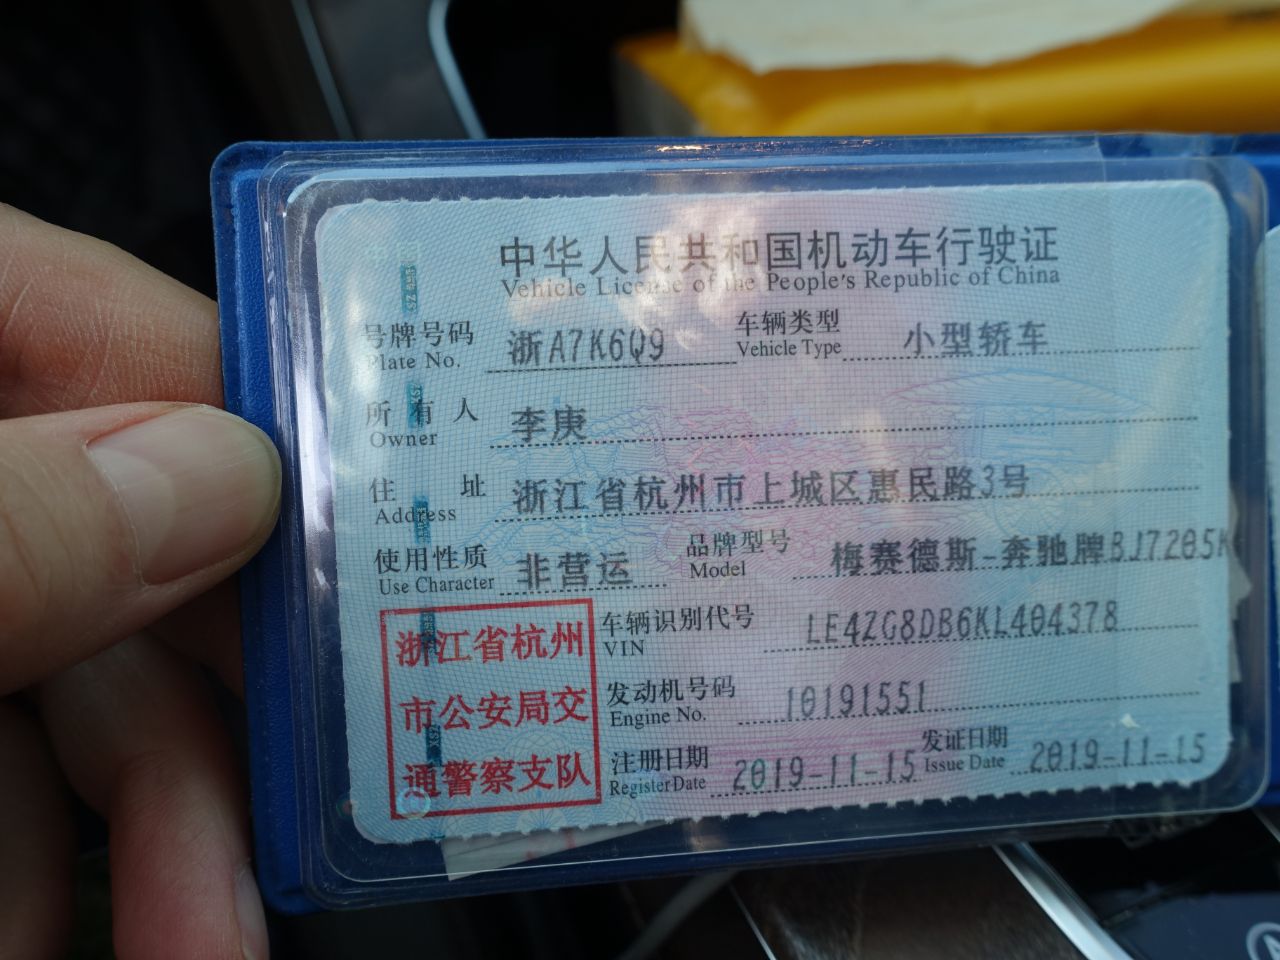 中华人民共和国机动车行驶证
Vehicle License of the People's Republic of China
号牌号码 浙A7K6Q9 车辆类型 小型轿车
Plate No. Vehicle Type
所有人 李庚
Owner
住址 浙江省杭州市上城区惠民路3号
Address
使用性质 非营运 品牌型号 梅赛德斯-奔驰牌BJ7205K
Use Character Model
浙江省杭州
市公安局交
通警察支队
车辆识别代号 LE4ZG8DB6KL404378
VIN
发动机号码 10191551
Engine No.
注册日期 2019-11-15 发证日期 2019-11-15
Register Date Issue Date